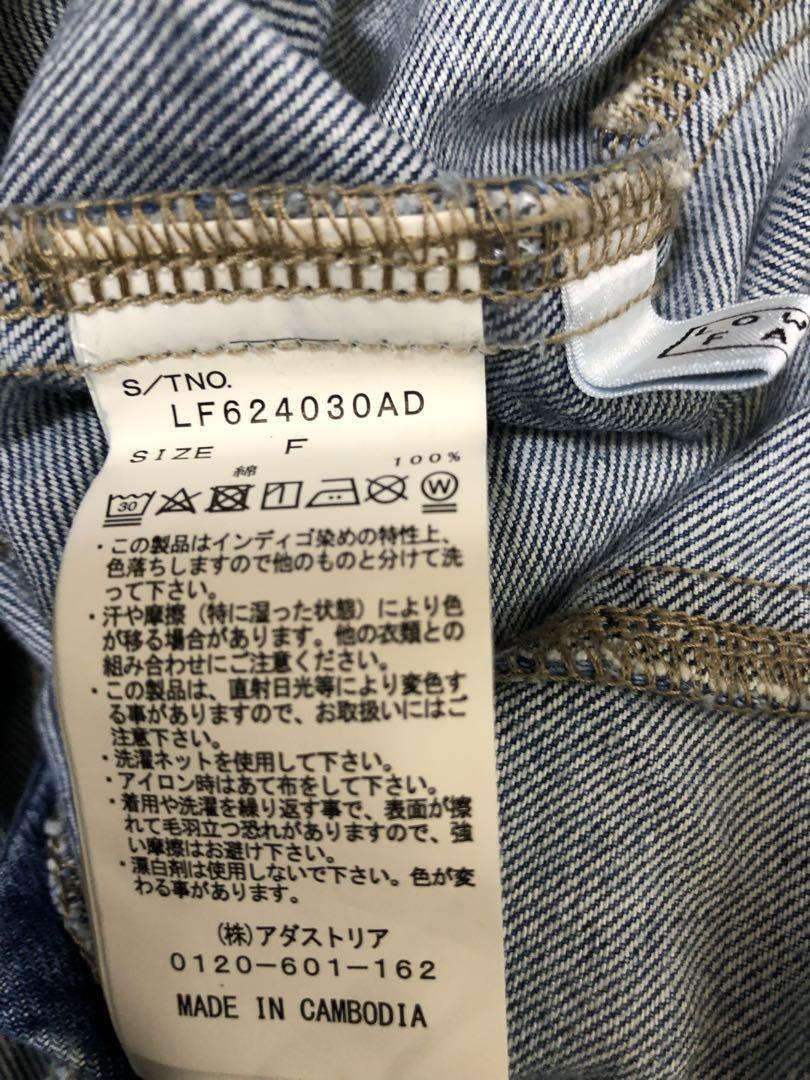 S/TNO.
LF624030AD
SIZE F
綿 100%
30 W
・この製品はインディゴ染めの特性上、
色落ちしますので他のものと分けて洗
って下さい。
・汗や摩擦（特に湿った状態）により色
が移る場合があります。他の衣類との
組み合わせにご注意ください。
・この製品は、直射日光等により変色す
る事がありますので、お取扱いにはご
注意下さい。
・洗濯ネットを使用して下さい。
・アイロン時はあて布をして下さい。
・着用や洗濯を繰り返す事で、表面が擦
れて毛羽立つ恐れがありますので、強
い摩擦はお避け下さい。
・漂白剤は使用しないで下さい。色が変
わる事があります。
(株)アダストリア
0120-601-162
MADE IN CAMBODIA